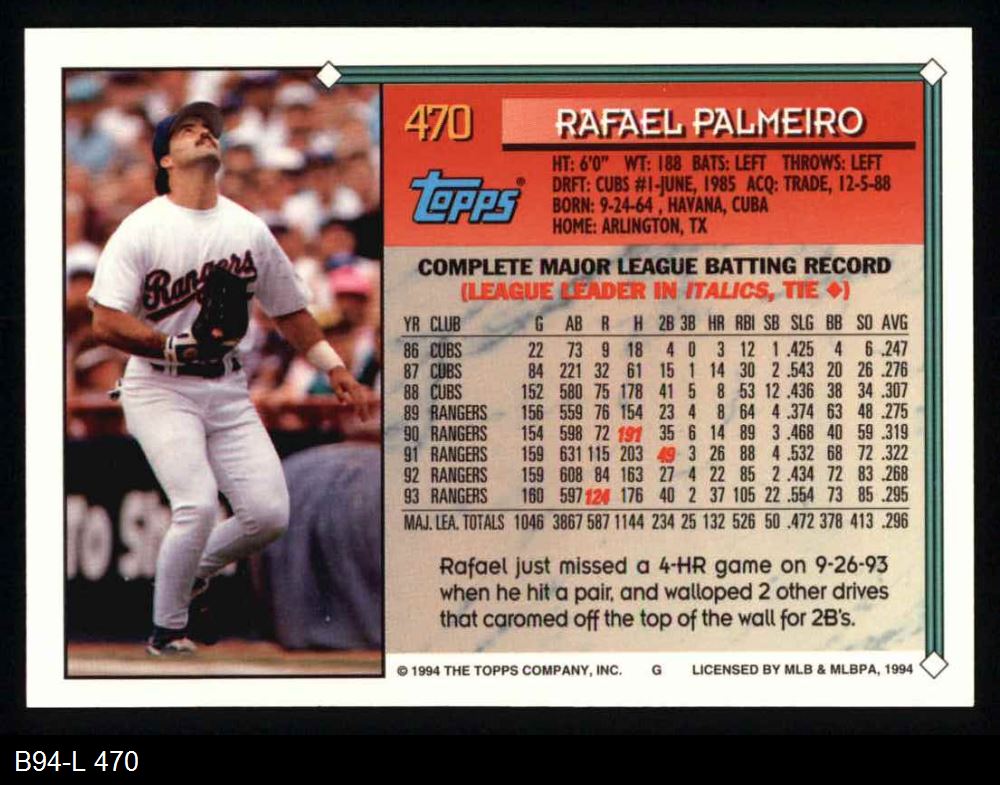 470
RAFAEL PALMEIRO
Topps®
HT: 6'0" WT: 188 BATS: LEFT THROWS: LEFT
DRFT: CUBS #1-JUNE, 1985 ACQ: TRADE, 12-5-88
BORN: 9-24-64 , HAVANA, CUBA
HOME: ARLINGTON, TX
COMPLETE MAJOR LEAGUE BATTING RECORD
(LEAGUE LEADER IN ITALICS, TIE ◆)
YR CLUB G AB R H 2B 3B HR RBI SB SLG BB SO AVG
86 CUBS 22 73 9 18 4 0 3 12 1 .425 4 6 .247
87 CUBS 84 221 32 61 15 1 14 30 2 .543 20 26 .276
88 CUBS 152 580 75 178 41 5 8 53 12 .436 38 34 .307
89 RANGERS 156 559 76 154 23 4 8 64 4 .374 63 48 .275
90 RANGERS 154 598 72 191 35 6 14 89 3 .468 40 59 .319
91 RANGERS 159 631 115 203 49 3 26 88 4 .532 68 72 .322
92 RANGERS 159 608 84 163 27 4 22 85 2 .434 72 83 .268
93 RANGERS 160 597 124 176 40 2 37 105 22 .554 73 85 .295
MAJ. LEA. TOTALS 1046 3867 587 1144 234 25 132 526 50 .472 378 413 .296
Rafael just missed a 4-HR game on 9-26-93
when he hit a pair, and walloped 2 other drives
that caromed off the top of the wall for 2B's.
© 1994 THE TOPPS COMPANY, INC. G LICENSED BY MLB & MLBPA, 1994
Rangers
To Sh
B94-L 470